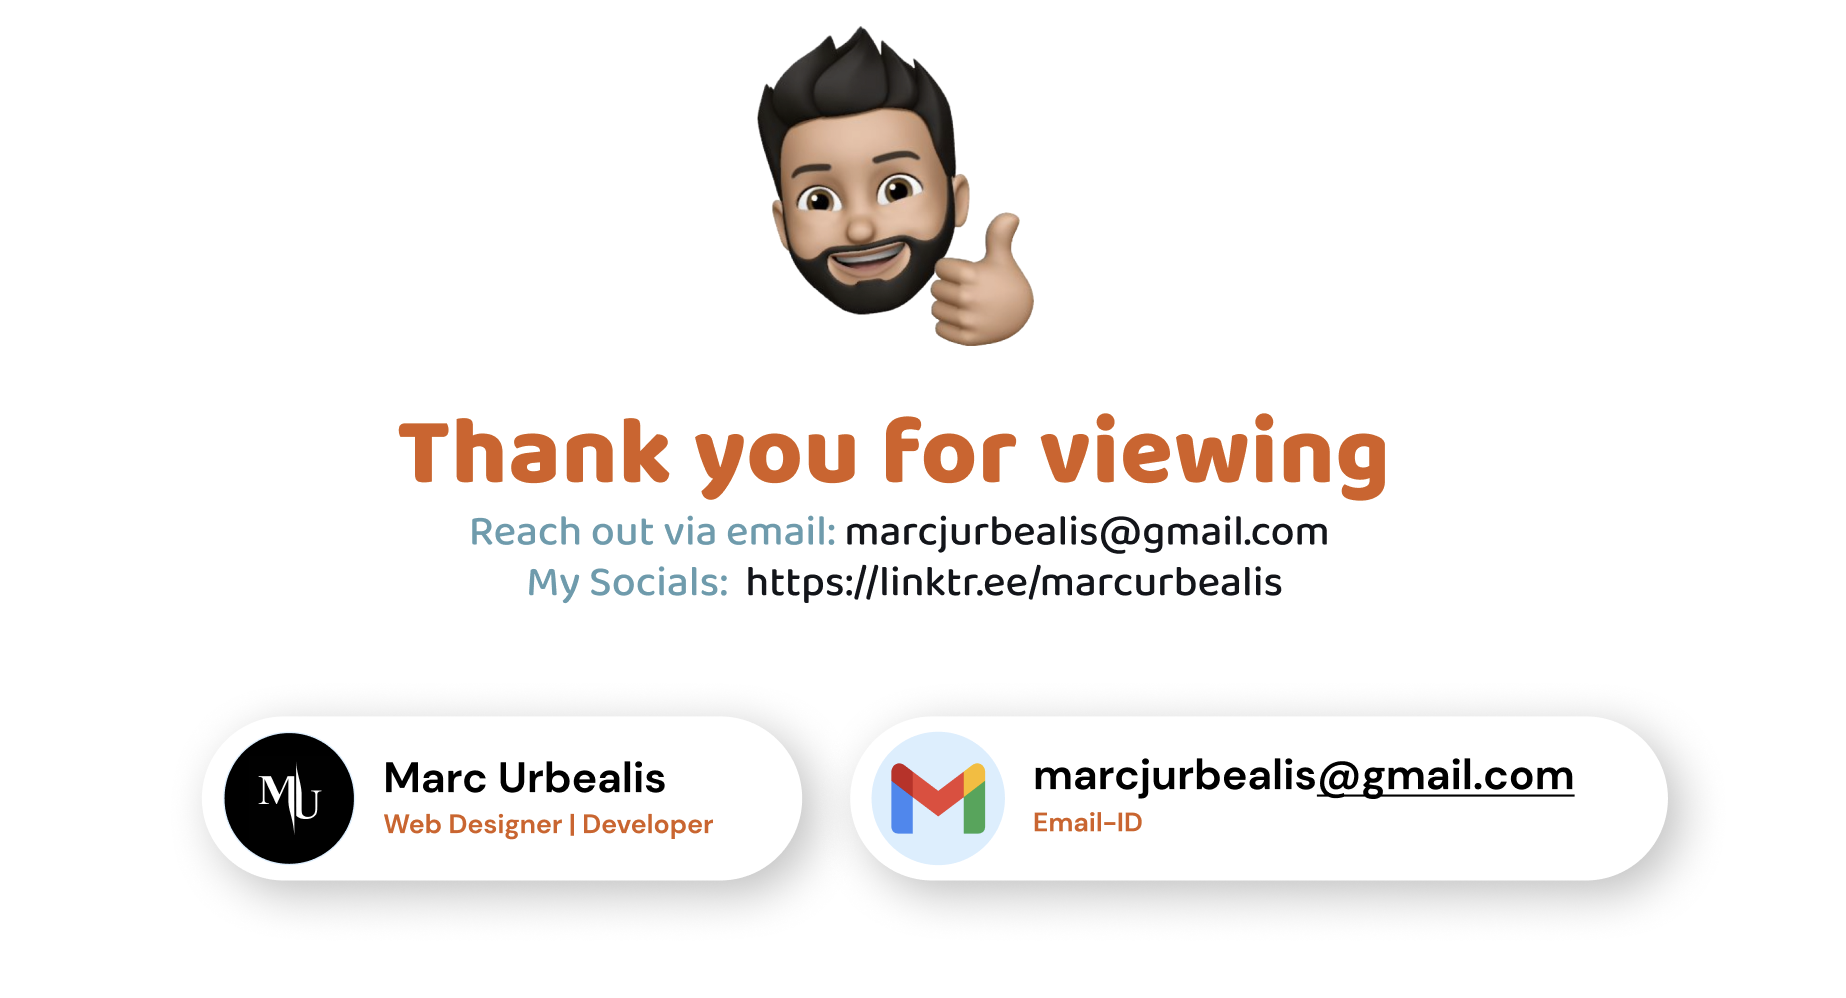 Thank you for viewing
Reach out via email: marcjurbealis@gmail.com
My Socials: https://linktr.ee/marcurbealis
MU
Marc Urbealis
Web Designer | Developer
marcjurbealis@gmail.com
Email-ID